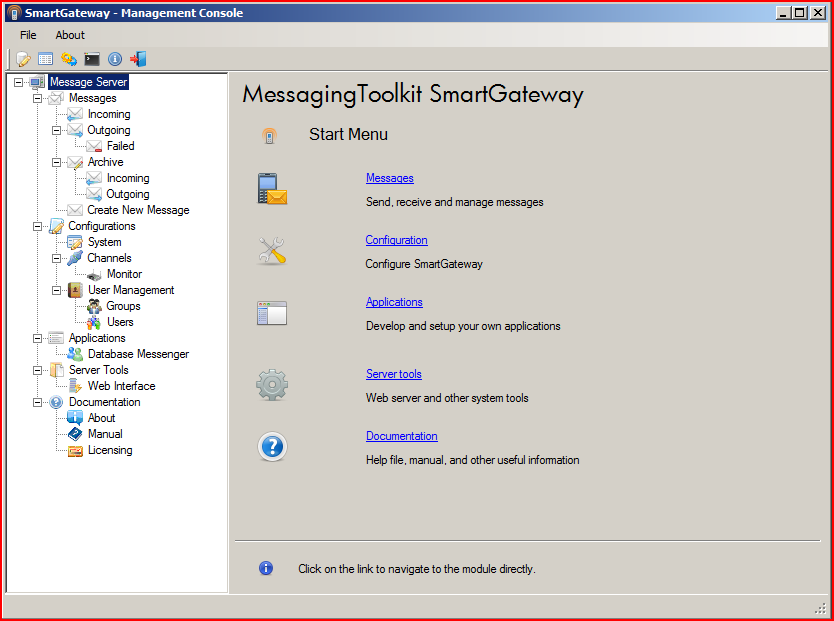 SmartGateway - Management Console
File About
Message Server
Messages
Incoming
Outgoing
Failed
Archive
Incoming
Outgoing
Create New Message
Configurations
System
Channels
Monitor
User Management
Groups
Users
Applications
Database Messenger
Server Tools
Web Interface
Documentation
About
Manual
Licensing
MessagingToolkit SmartGateway
Start Menu
Messages
Send, receive and manage messages
Configuration
Configure SmartGateway
Applications
Develop and setup your own applications
Server tools
Web server and other system tools
Documentation
Help file, manual, and other useful information
Click on the link to navigate to the module directly.